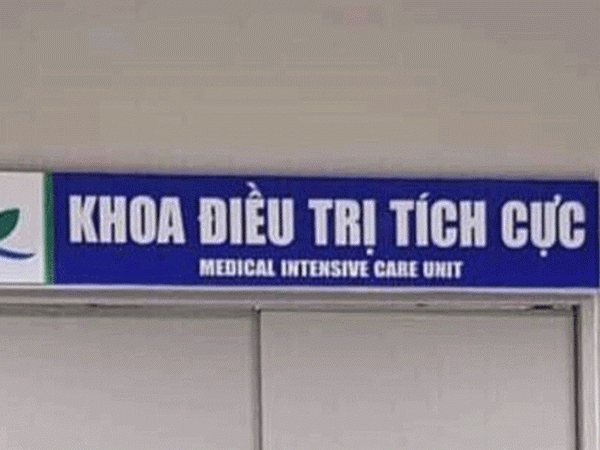 KHOA ĐIỀU TRỊ TÍCH CỰC
MEDICAL INTENSIVE CARE UNIT